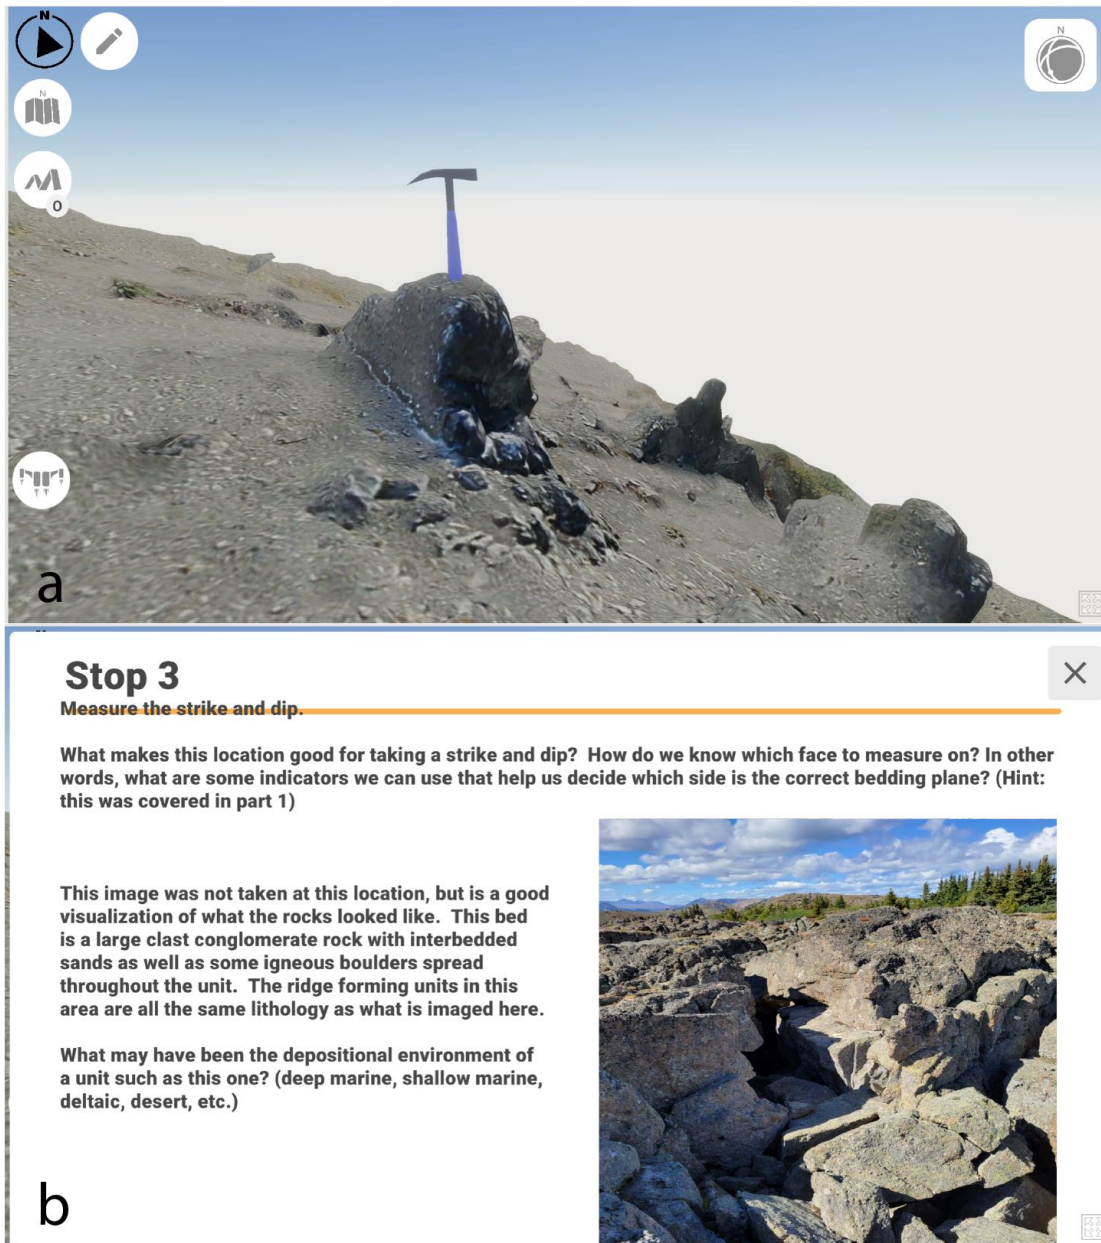 N
N
0
N
a
Stop 3
Measure the strike and dip.
What makes this location good for taking a strike and dip?  How do we know which face to measure on? In other
words, what are some indicators we can use that help us decide which side is the correct bedding plane? (Hint:
this was covered in part 1)
This image was not taken at this location, but is a good
visualization of what the rocks looked like.  This bed
is a large clast conglomerate rock with interbedded
sands as well as some igneous boulders spread
throughout the unit.  The ridge forming units in this
area are all the same lithology as what is imaged here.
What may have been the depositional environment of
a unit such as this one? (deep marine, shallow marine,
deltaic, desert, etc.)
b